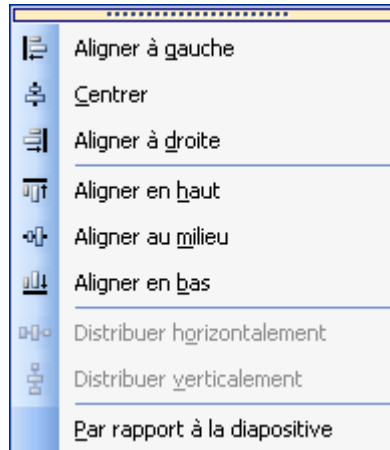 Aligner à gauche
Centrer
Aligner à droite
Aligner en haut
Aligner au milieu
Aligner en bas
Distribuer horizontalement
Distribuer verticalement
Par rapport à la diapositive